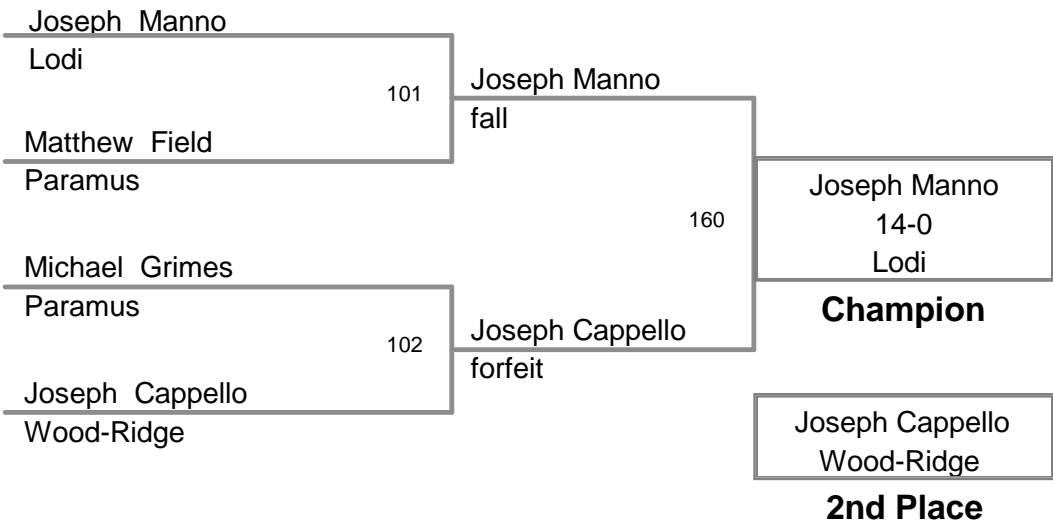 Joseph Manno
Lodi
101
Matthew Field
Paramus
Joseph Manno
fall
Michael Grimes
Paramus
102
Joseph Cappello
Wood-Ridge
Joseph Cappello
forfeit
160
Joseph Manno
14-0
Lodi
Champion
Joseph Cappello
Wood-Ridge
2nd Place